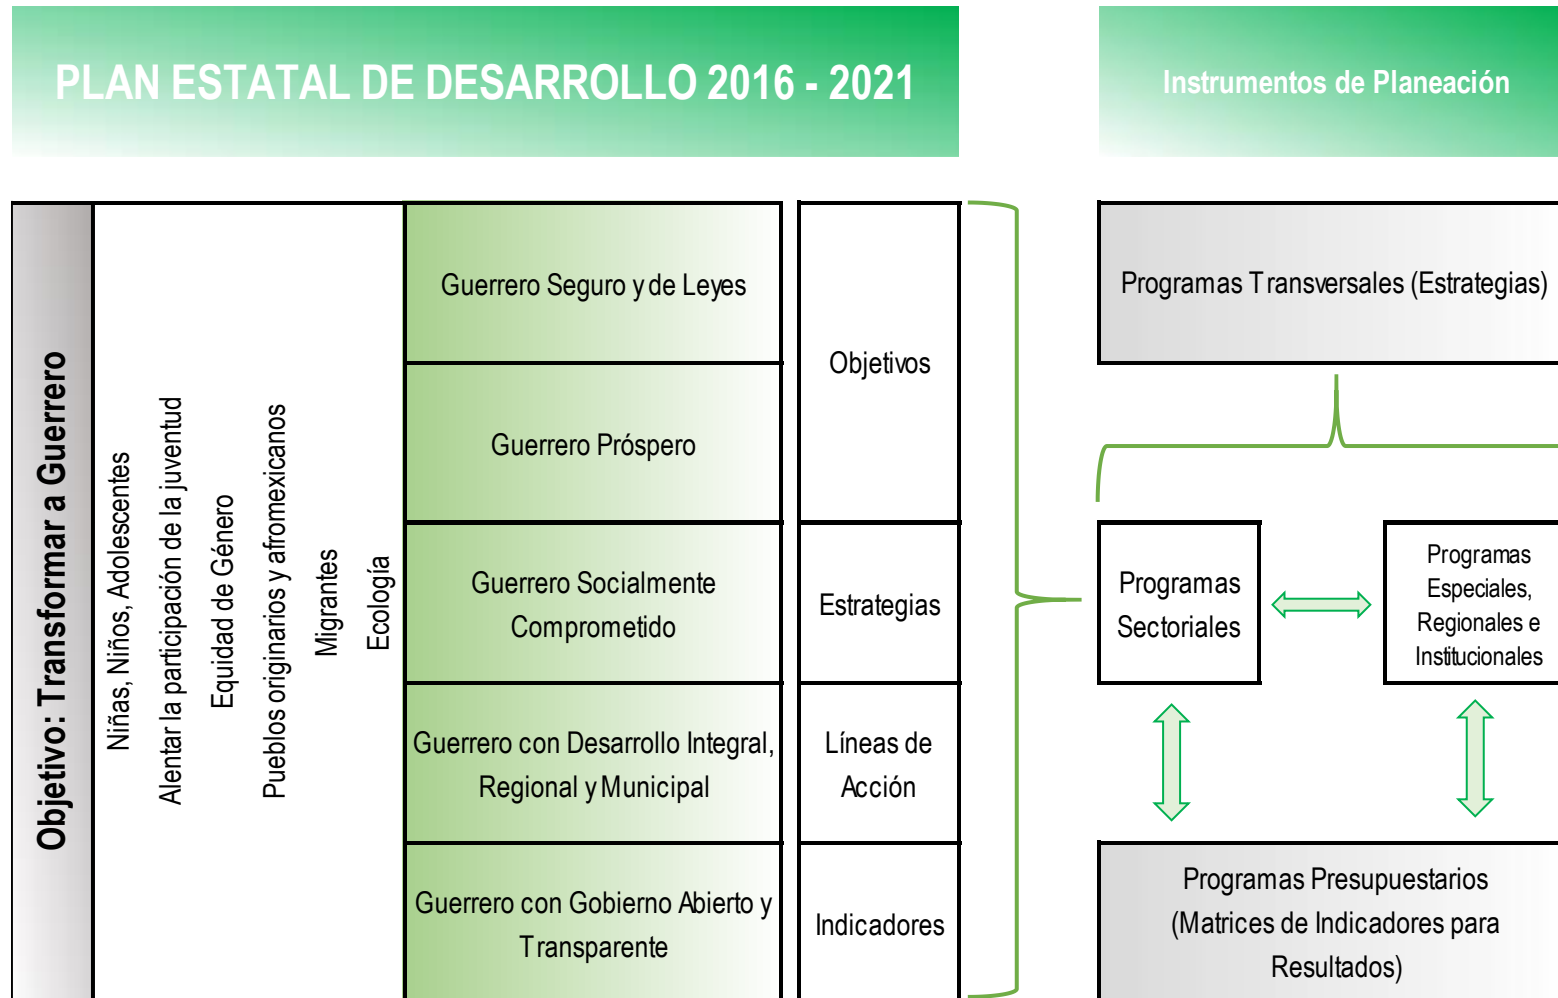 PLAN ESTATAL DE DESARROLLO 2016 - 2021
Instrumentos de Planeación
Objetivo: Transformar a Guerrero
Niñas, Niños, Adolescentes
Alentar la participación de la juventud
Equidad de Género
Pueblos originarios y afromexicanos
Migrantes
Ecología
Guerrero Seguro y de Leyes
Guerrero Próspero
Guerrero Socialmente
Comprometido
Guerrero con Desarrollo Integral,
Regional y Municipal
Guerrero con Gobierno Abierto y
Transparente
Objetivos
Estrategias
Líneas de
Acción
Indicadores
Programas Transversales (Estrategias)
Programas
Sectoriales
Programas
Especiales,
Regionales e
Institucionales
Programas Presupuestarios
(Matrices de Indicadores para
Resultados)